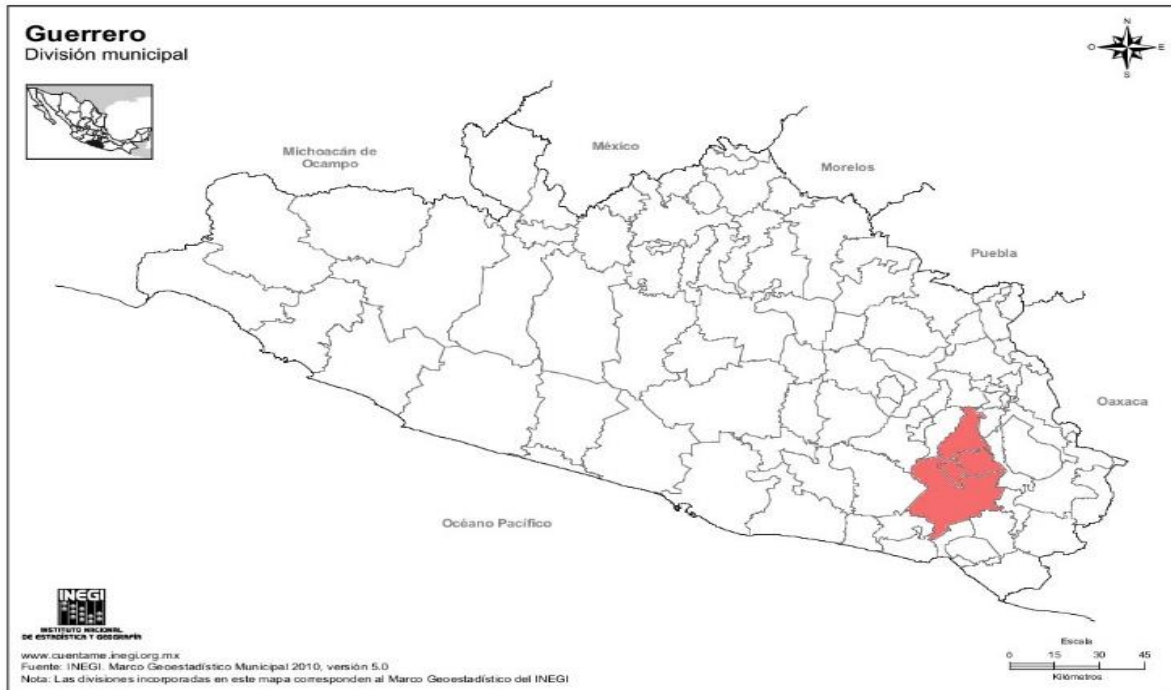 Guerrero
División municipal
N
O
E
S
Michoacán de
Ocampo
México
Morelos
Puebla
Oaxaca
Océano Pacífico
INEGI
INSTITUTO NACIONAL
DE ESTADÍSTICA Y GEOGRAFÍA
www.cuentame.inegi.org.mx
Fuente: INEGI. Marco Geoestadístico Municipal 2010, versión 5.0
Nota: Las divisiones incorporadas en este mapa corresponden al Marco Geoestadístico del INEGI
Escala
0 15 30 45
Kilómetros